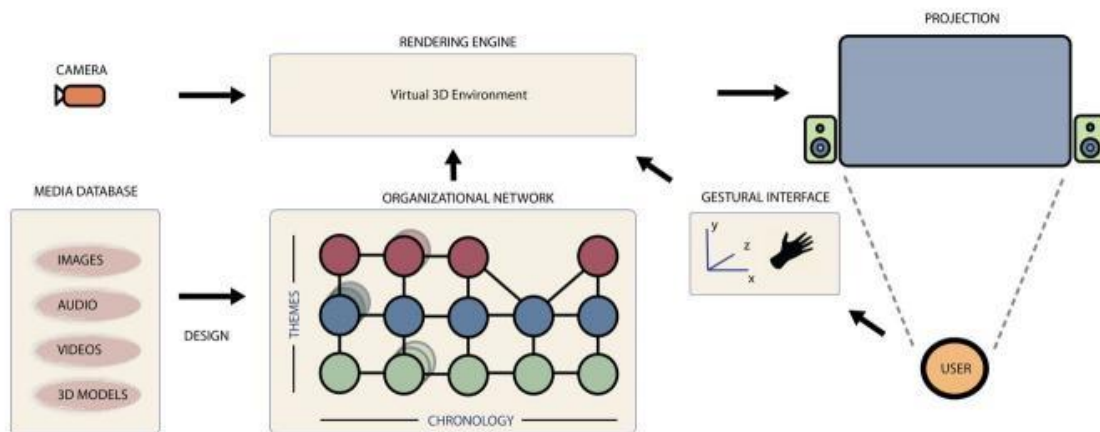 PROJECTION
RENDERING ENGINE
CAMERA
Virtual 3D Environment
MEDIA DATABASE
ORGANIZATIONAL NETWORK
GESTURAL INTERFACE
y
z
x
IMAGES
AUDIO
VIDEOS
3D MODELS
DESIGN
THEMES
CHRONOLOGY
USER